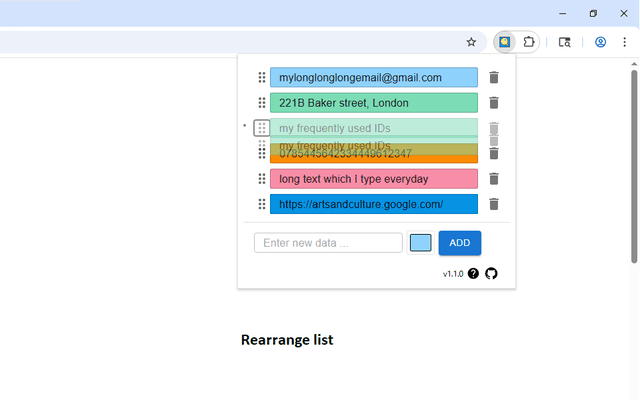 mylonglonglongemail@gmail.com
221B Baker street, London
my frequently used IDs
my frequently used IDs
0785445642334449612347
long text which I type everyday
https://artsandculture.google.com/
Enter new data ...
ADD
v1.1.0
Rearrange list